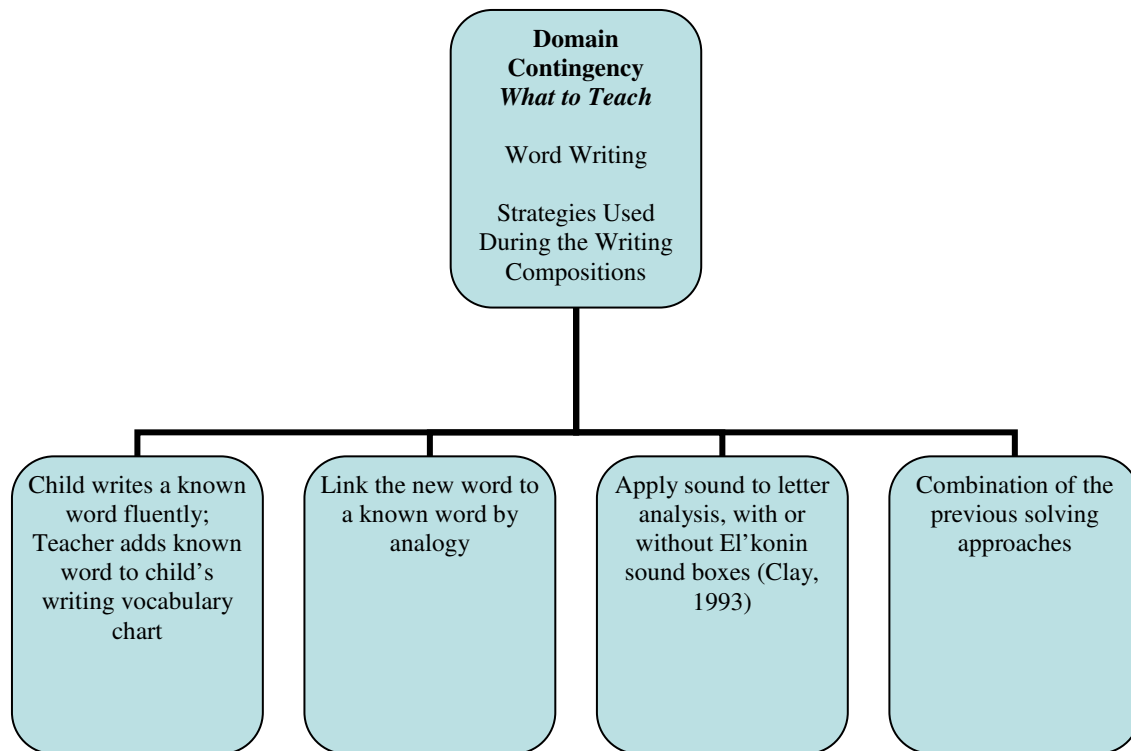 Domain
Contingency
What to Teach
Word Writing
Strategies Used
During the Writing
Compositions
Child writes a known
word fluently;
Teacher adds known
word to child’s
writing vocabulary
chart
Link the new word to
a known word by
analogy
Apply sound to letter
analysis, with or
without El’konin
sound boxes (Clay,
1993)
Combination of the
previous solving
approaches